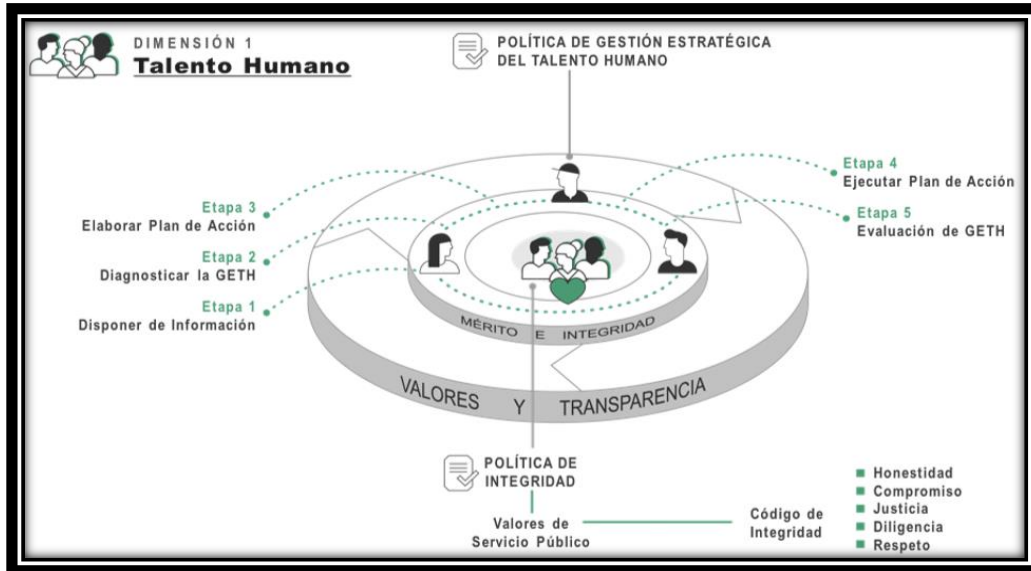 DIMENSIÓN 1
Talento Humano
POLÍTICA DE GESTIÓN ESTRATÉGICA
DEL TALENTO HUMANO
Etapa 3
Elaborar Plan de Acción
Etapa 2
Diagnosticar la GETH
Etapa 1
Disponer de Información
Etapa 4
Ejecutar Plan de Acción
Etapa 5
Evaluación de GETH
MÉRITO E INTEGRIDAD
VALORES Y TRANSPARENCIA
POLÍTICA DE
INTEGRIDAD
Valores de
Servicio Público
Código de
Integridad
Honestidad
Compromiso
Justicia
Diligencia
Respeto